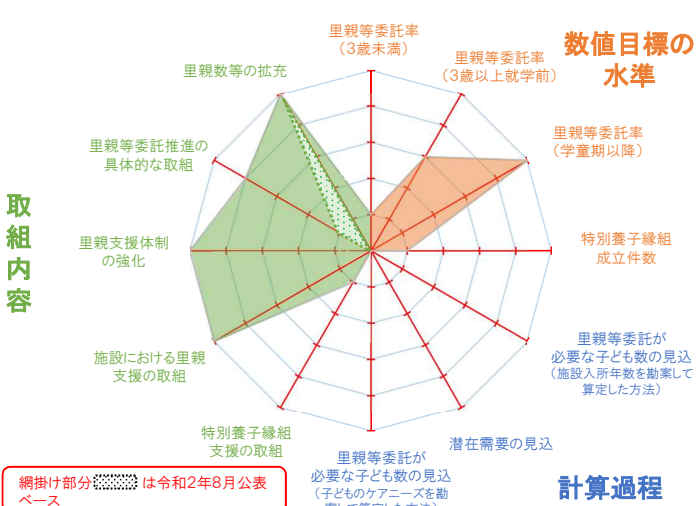 里親等委託率
（3歳未満）
里親等委託率
（3歳以上就学前）
数値目標の
水準
里親数等の拡充
里親等委託率
（学童期以降）
里親等委託推進の
具体的な取組
取
組
内
容
里親支援体制
の強化
特別養子縁組
成立件数
里親等委託が
必要な子ども数の見込
（施設入所年数を勘案して
算定した方法）
施設における里親
支援の取組
特別養子縁組
支援の取組
里親等委託が
必要な子ども数の見込
（子どものケアニーズを勘
案して算定した方法）
潜在需要の見込
計算過程
網掛け部分 は令和2年8月公表
ベース